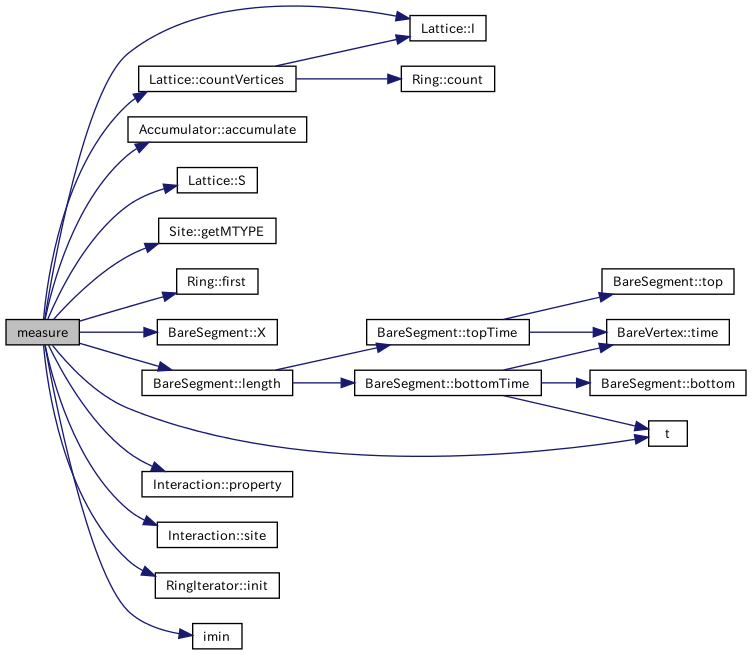 Lattice::I
Lattice::countVertices
Ring::count
Accumulator::accumulate
Lattice::S
Site::getMTYPE
Ring::first
BareSegment::top
measure
BareSegment::X
BareSegment::topTime
BareVertex::time
BareSegment::length
BareSegment::bottomTime
BareSegment::bottom
t
Interaction::property
Interaction::site
RingIterator::init
imin